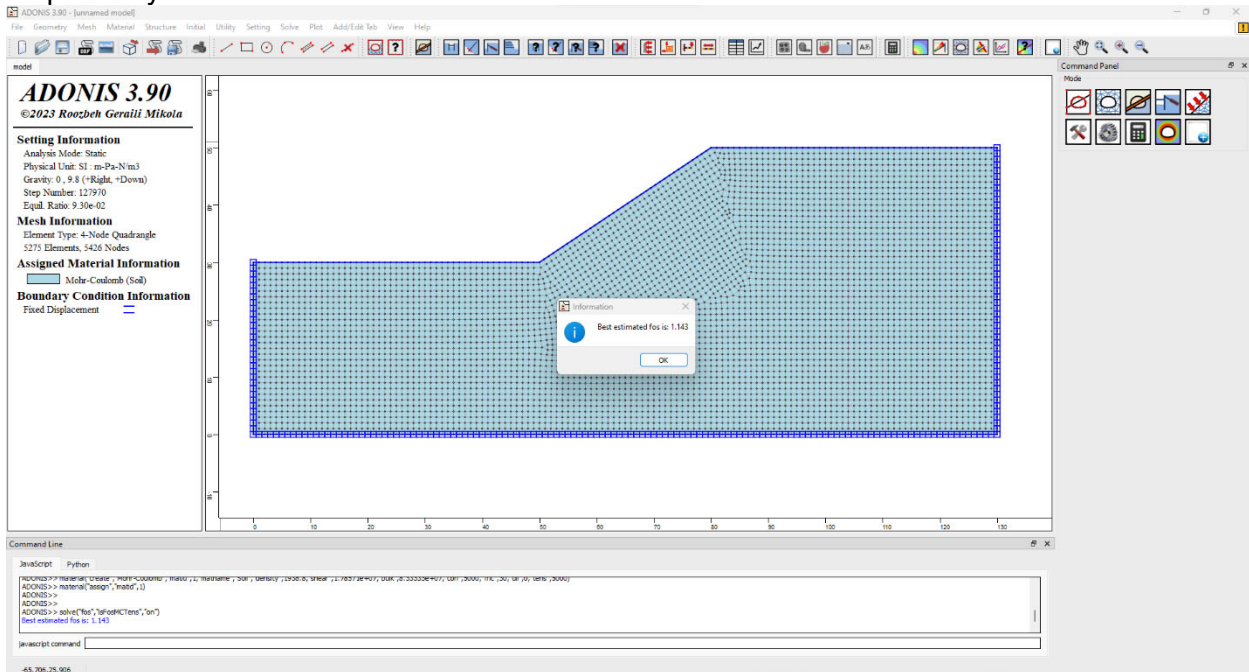 ADONIS 3.90 - [unnamed model]
File Geometry Mesh Material Structure Initial Utility Setting Solve Plot Add/Edit Tab View Help
model
Command Panel
Mode
ADONIS 3.90
©2023 Roozbeh Geraili Mikola
Setting Information
Analysis Mode: Static
Physical Unit: SI : m-Pa-N/m3
Gravity: 0 , 9.8 (+Right, +Down)
Step Number: 127970
Equil. Ratio: 9.30e-02
Mesh Information
Element Type: 4-Node Quadrangle
5275 Elements, 5426 Nodes
Assigned Material Information
Mohr-Coulomb (Soil)
Boundary Condition Information
Fixed Displacement
Information
Best estimated fos is: 1.143
OK
0 10 20 30 40 50 60 70 80 90 100 110 120 130
Command Line
JavaScript Python
ADONIS>> material("assign","matid",1)
ADONIS>>
ADONIS>>
ADONIS>> solve("fos","isFosMCTens","on")
Best estimated fos is: 1.143
javascript command
-65.706,25.906